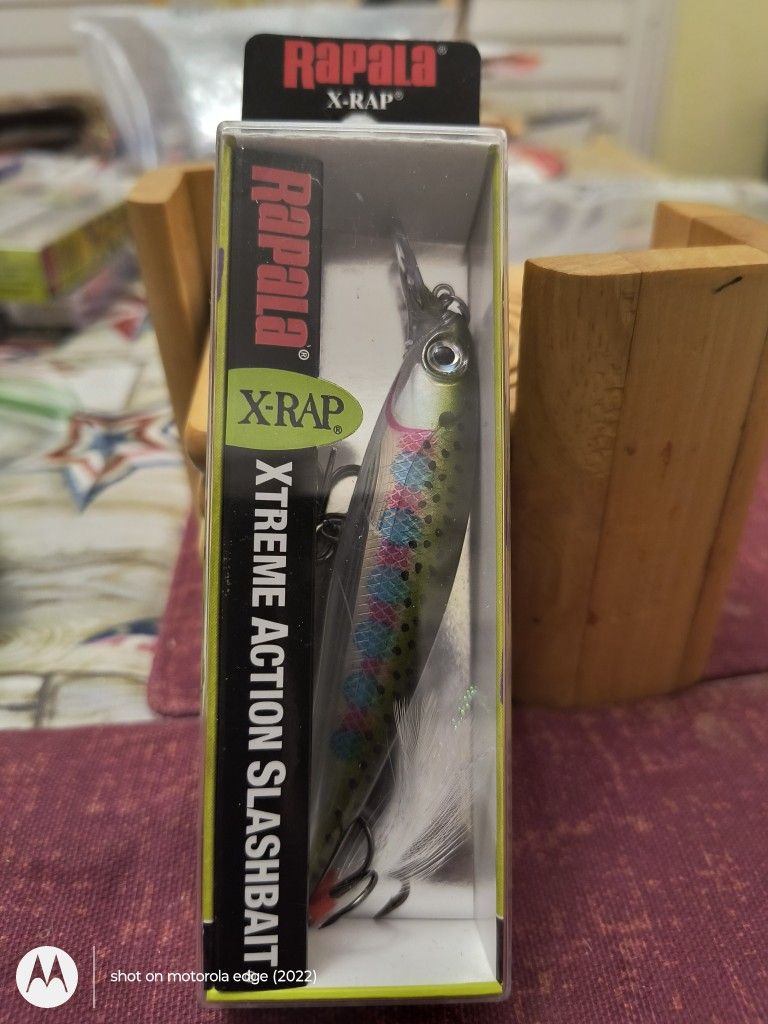 Rapala®
X-RAP®
Rapala®
X-RAP®
XTREME ACTION SLASHBAIT
shot on motorola edge (2022)